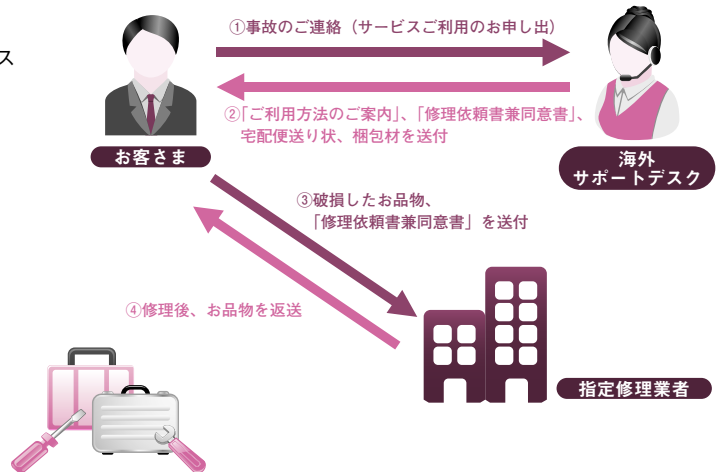 ①事故のご連絡（サービスご利用のお申し出）
ス
②「ご利用方法のご案内」、「修理依頼書兼同意書」、
宅配便送り状、梱包材を送付
お客さま
海外
サポートデスク
③破損したお品物、
「修理依頼書兼同意書」を送付
④修理後、お品物を返送
指定修理業者